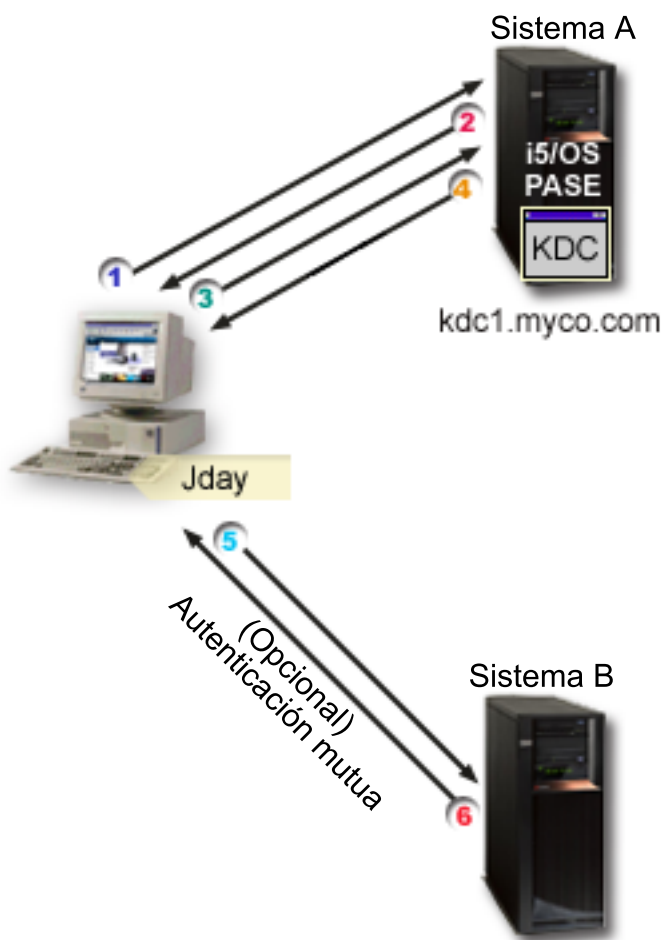 Sistema A
2
i5/OS
PASE
4
KDC
1
3
kdc1.myco.com
Jday
5
(Opcional)
Autenticación mutua
Sistema B
6